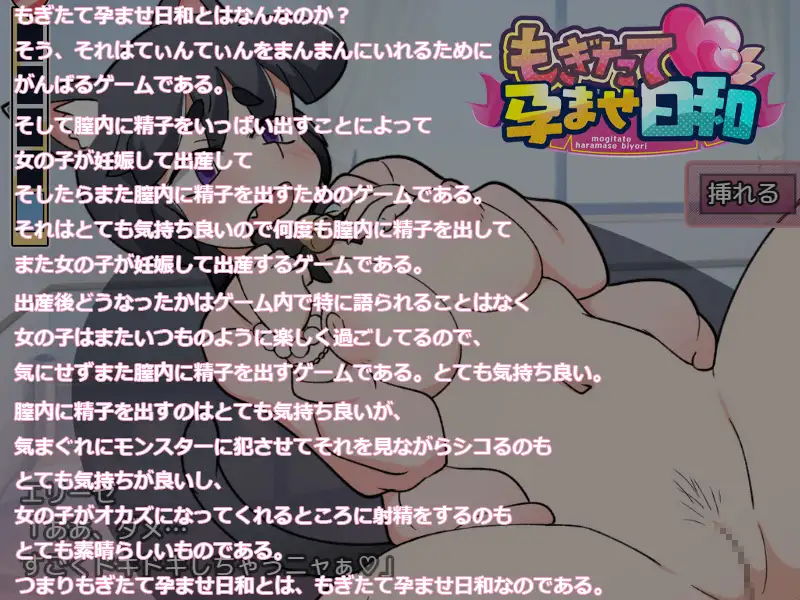 もぎたて孕ませ日和とはなんなのか？
そう、それはてぃんてぃんをまんまんにいれるために
がんばるゲームである。
もぎたて
孕ませ日和
mogitate
haramase biyori
そして膣内に精子をいっぱい出すことによって
女の子が妊娠して出産して
そしたらまた膣内に精子を出すためのゲームである。
挿れる
それはとても気持ち良いので何度も膣内に精子を出して
また女の子が妊娠して出産するゲームである。
出産後どうなったかはゲーム内で特に語られることはなく
女の子はまたいつものように楽しく過ごしてるので、
気にせずまた膣内に精子を出すゲームである。とても気持ち良い。
膣内に精子を出すのはとても気持ち良いが、
気まぐれにモンスターに犯させてそれを見ながらシコるのも
とても気持ちが良いし、
エリーゼ
女の子がオカズになってくれるところに射精をするのも
「ああ、ダメ…
とても素晴らしいものである。
すごくドキドキしちゃうニャぁ♡」
つまりもぎたて孕ませ日和とは、もぎたて孕ませ日和なのである。